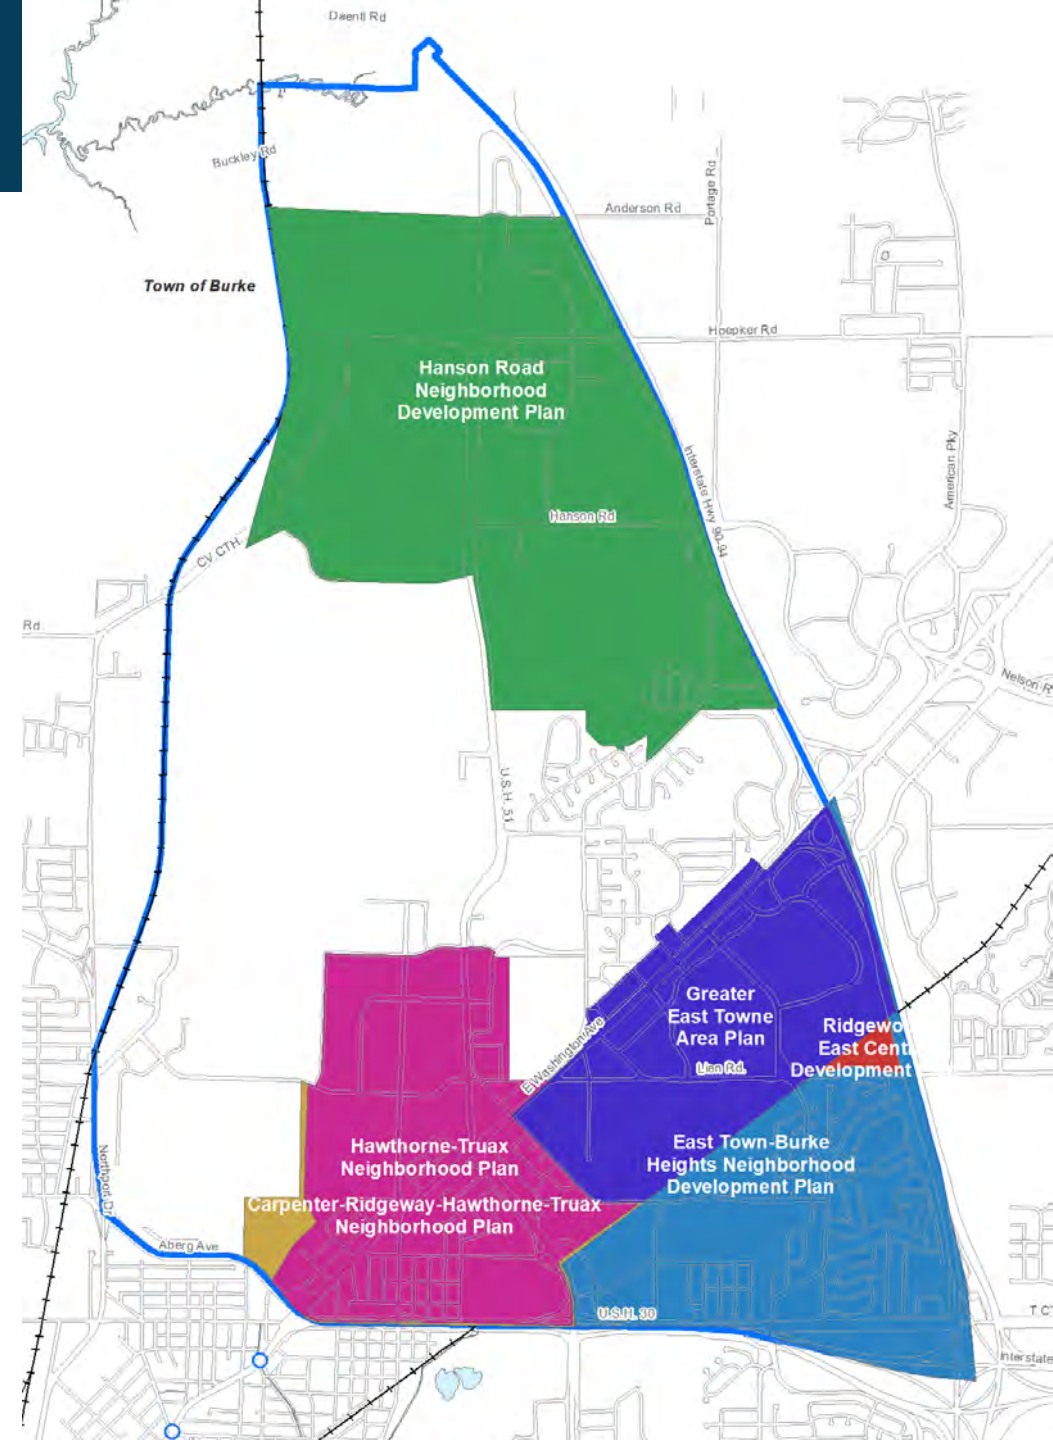 Daentl Rd
Buckley Rd
Anderson Rd
Portage Rd
Town of Burke
Hoepker Rd
Hanson Road
Neighborhood
Development Plan
American Pky
Interstate Hwy 90-94
Hanson Rd
CV CTH
Rd
Nelson R
U.S.H. 51
Greater
East Towne
Area Plan
Ridgewo
East Cent
Development
E Washington Ave
Lien Rd.
Hawthorne-Truax
Neighborhood Plan
East Town-Burke
Heights Neighborhood
Development Plan
Northport Dr
Carpenter-Ridgeway-Hawthorne-Truax
Neighborhood Plan
Aberg Ave
U.S.H. 30
T C
Interstate